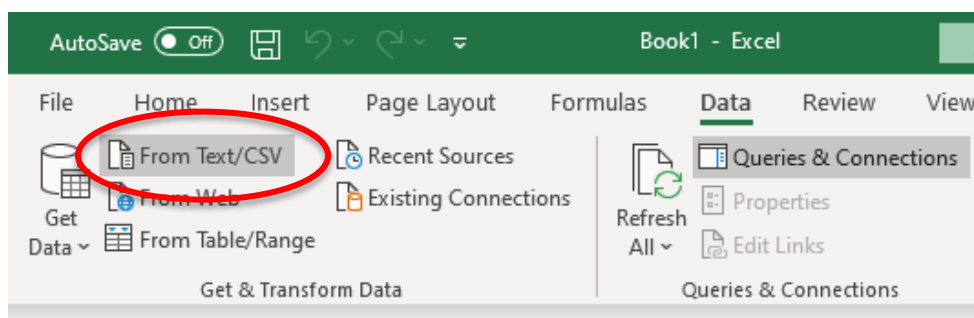 AutoSave Off Book1 - Excel
File Home Insert Page Layout Formulas Data Review View
From Text/CSV
From Web
From Table/Range
Get
Data
Recent Sources
Existing Connections
Get & Transform Data
Refresh
All
Queries & Connections
Properties
Edit Links
Queries & Connections